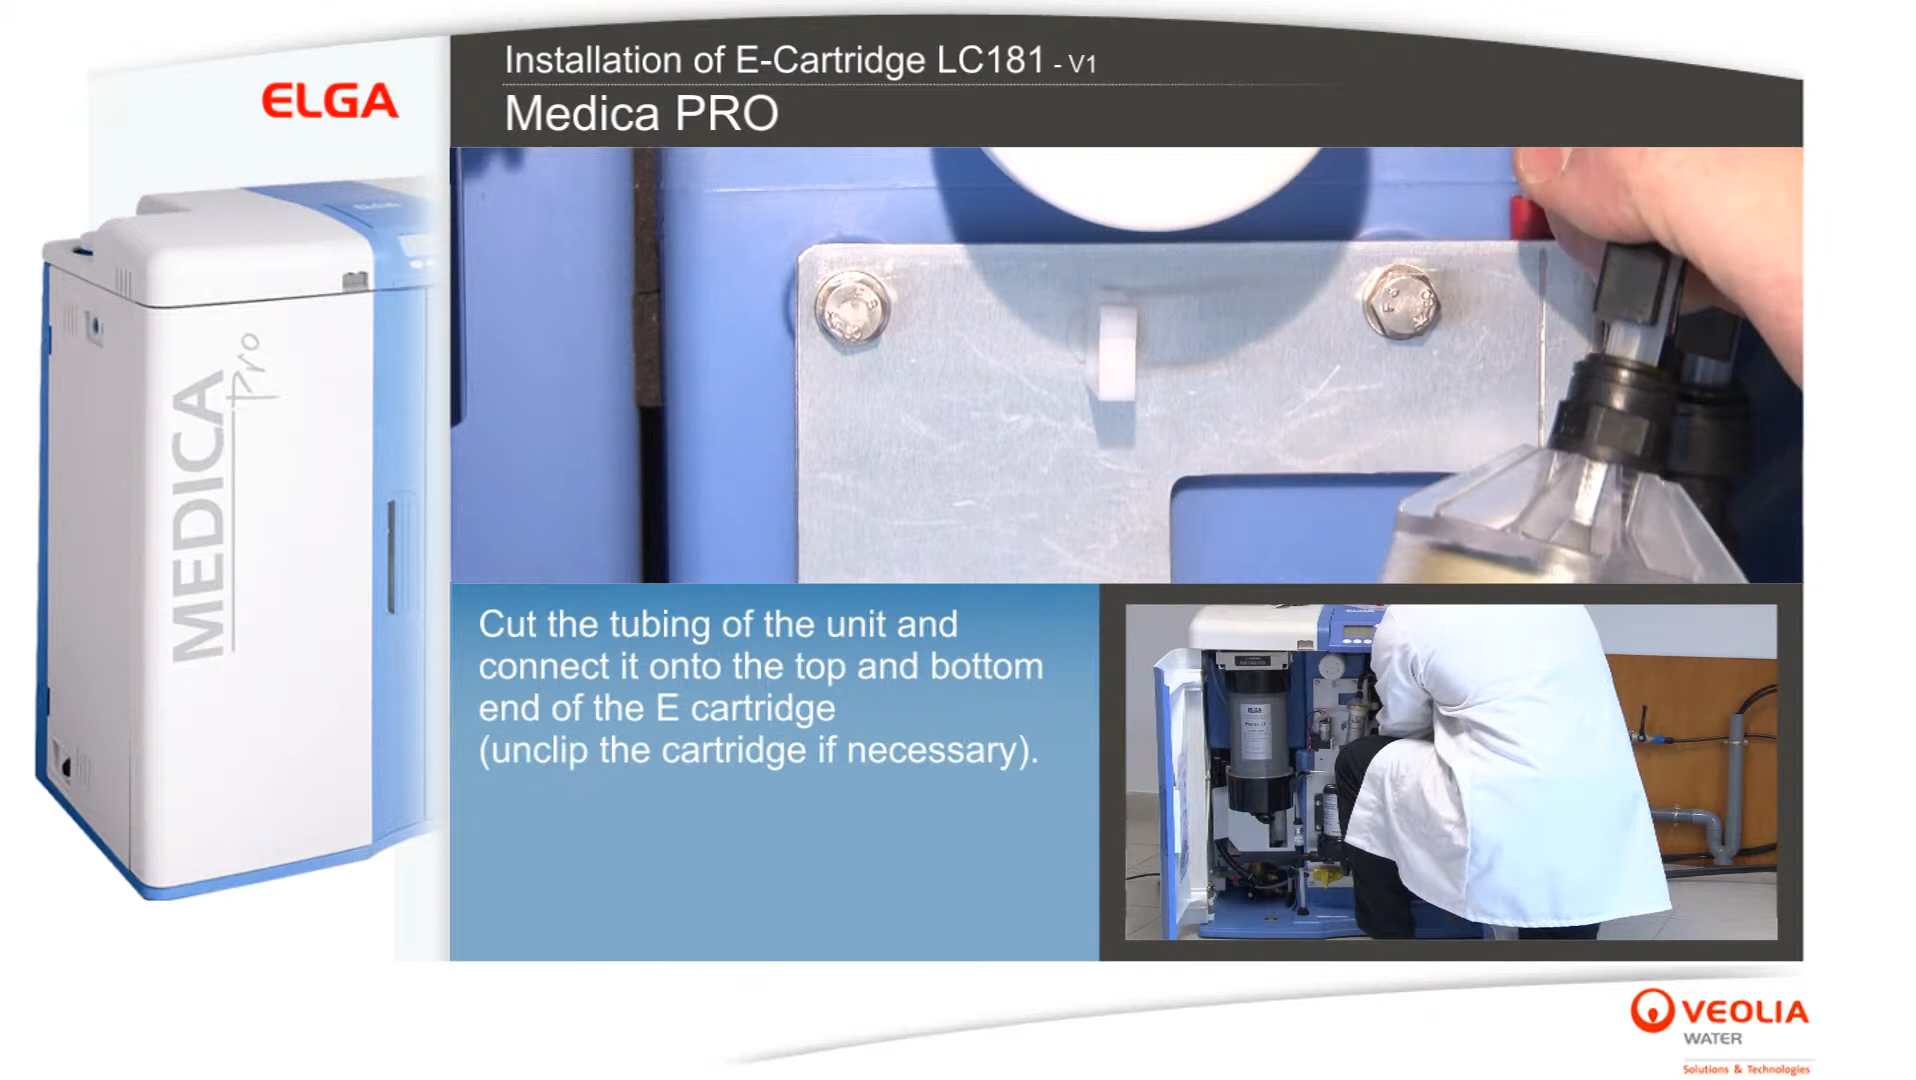 Installation of E-Cartridge LC181 - V1
Medica PRO
ELGA
MEDICA
Pro
Cut the tubing of the unit and
connect it onto the top and bottom
end of the E cartridge
(unclip the cartridge if necessary).
ELGA
VEOLIA
WATER
Solutions & Technologies